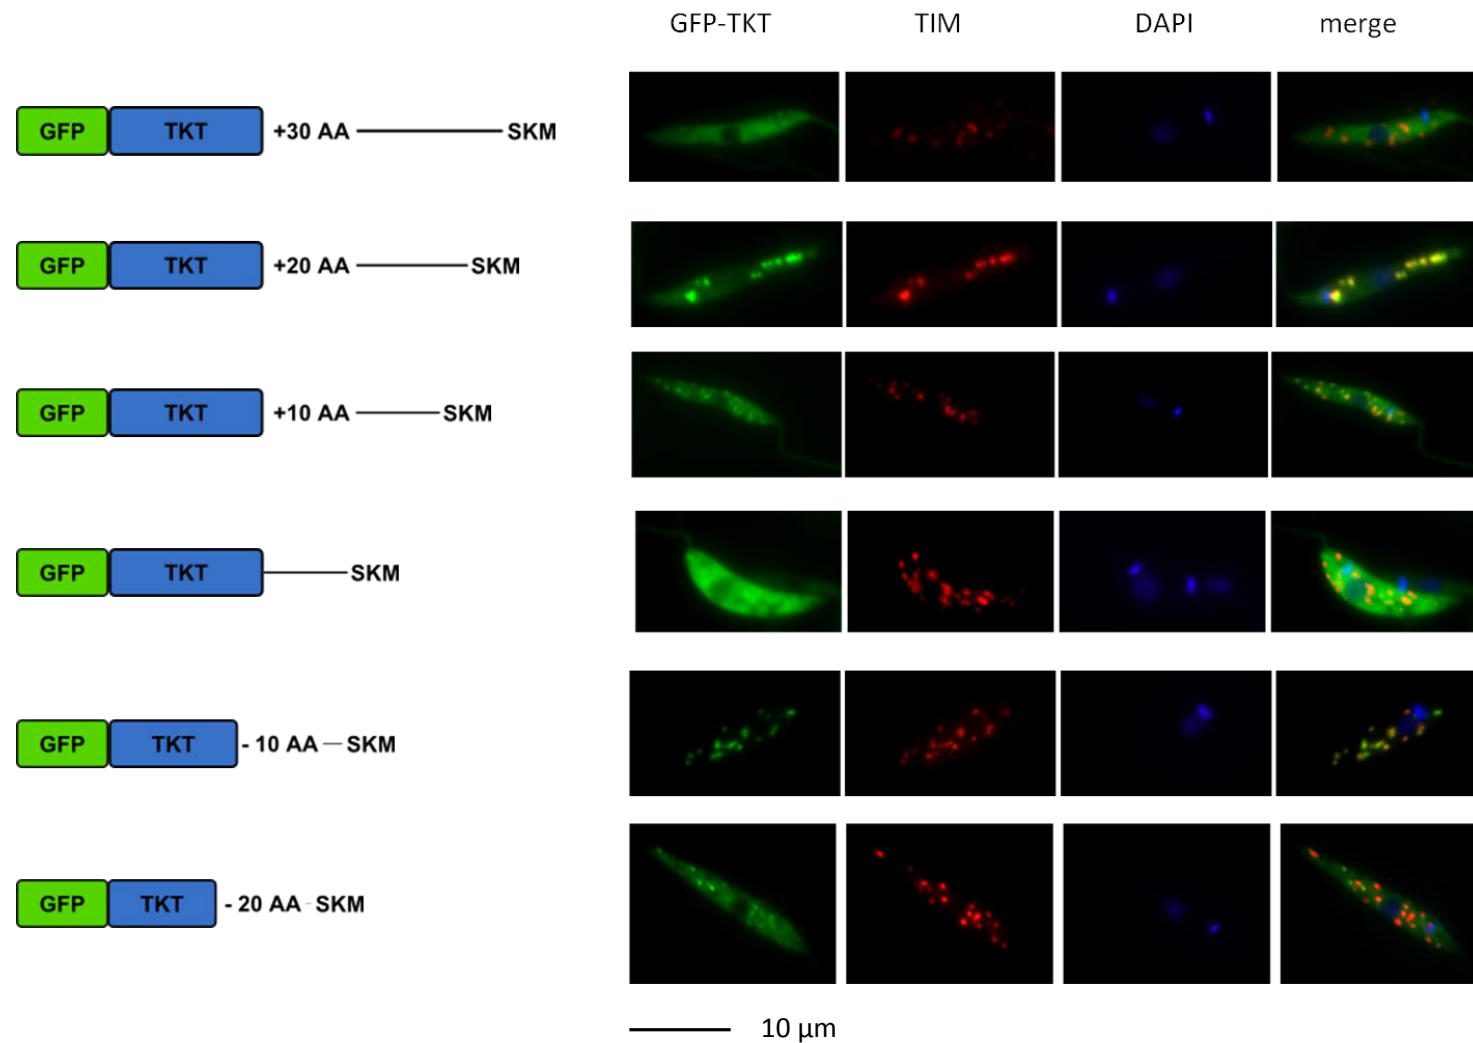 GFP-TKT TIM DAPI merge
GFP TKT +30 AA SKM
GFP TKT +20 AA SKM
GFP TKT +10 AA SKM
GFP TKT SKM
GFP TKT - 10 AA SKM
GFP TKT - 20 AA SKM
10 µm